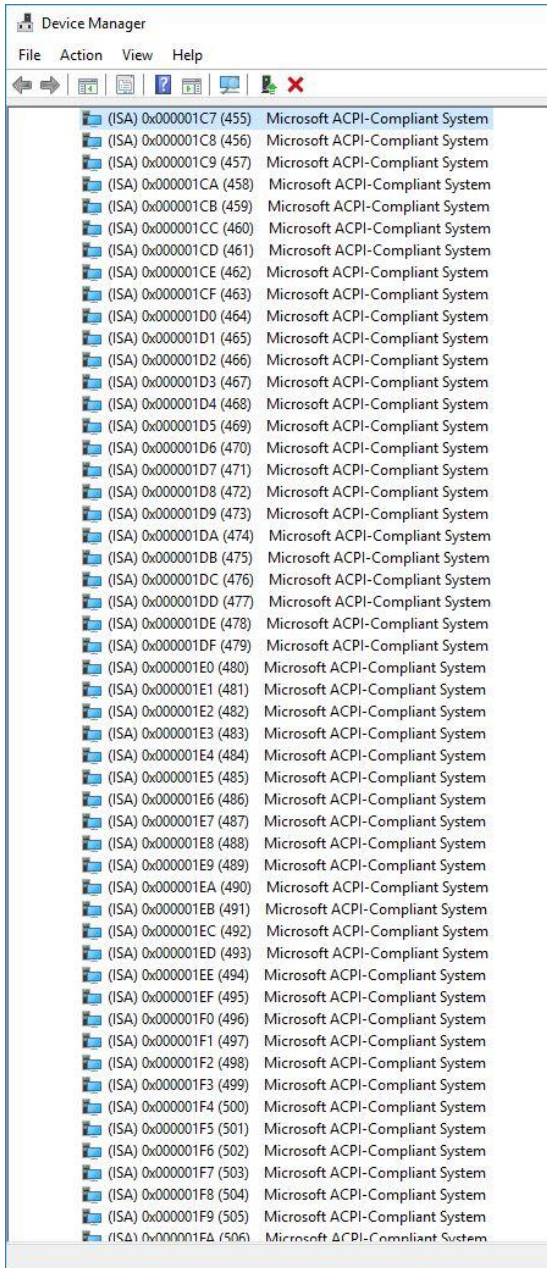 Device Manager
File Action View Help
(ISA) 0x000001C7 (455) Microsoft ACPI-Compliant System
(ISA) 0x000001C8 (456) Microsoft ACPI-Compliant System
(ISA) 0x000001C9 (457) Microsoft ACPI-Compliant System
(ISA) 0x000001CA (458) Microsoft ACPI-Compliant System
(ISA) 0x000001CB (459) Microsoft ACPI-Compliant System
(ISA) 0x000001CC (460) Microsoft ACPI-Compliant System
(ISA) 0x000001CD (461) Microsoft ACPI-Compliant System
(ISA) 0x000001CE (462) Microsoft ACPI-Compliant System
(ISA) 0x000001CF (463) Microsoft ACPI-Compliant System
(ISA) 0x000001D0 (464) Microsoft ACPI-Compliant System
(ISA) 0x000001D1 (465) Microsoft ACPI-Compliant System
(ISA) 0x000001D2 (466) Microsoft ACPI-Compliant System
(ISA) 0x000001D3 (467) Microsoft ACPI-Compliant System
(ISA) 0x000001D4 (468) Microsoft ACPI-Compliant System
(ISA) 0x000001D5 (469) Microsoft ACPI-Compliant System
(ISA) 0x000001D6 (470) Microsoft ACPI-Compliant System
(ISA) 0x000001D7 (471) Microsoft ACPI-Compliant System
(ISA) 0x000001D8 (472) Microsoft ACPI-Compliant System
(ISA) 0x000001D9 (473) Microsoft ACPI-Compliant System
(ISA) 0x000001DA (474) Microsoft ACPI-Compliant System
(ISA) 0x000001DB (475) Microsoft ACPI-Compliant System
(ISA) 0x000001DC (476) Microsoft ACPI-Compliant System
(ISA) 0x000001DD (477) Microsoft ACPI-Compliant System
(ISA) 0x000001DE (478) Microsoft ACPI-Compliant System
(ISA) 0x000001DF (479) Microsoft ACPI-Compliant System
(ISA) 0x000001E0 (480) Microsoft ACPI-Compliant System
(ISA) 0x000001E1 (481) Microsoft ACPI-Compliant System
(ISA) 0x000001E2 (482) Microsoft ACPI-Compliant System
(ISA) 0x000001E3 (483) Microsoft ACPI-Compliant System
(ISA) 0x000001E4 (484) Microsoft ACPI-Compliant System
(ISA) 0x000001E5 (485) Microsoft ACPI-Compliant System
(ISA) 0x000001E6 (486) Microsoft ACPI-Compliant System
(ISA) 0x000001E7 (487) Microsoft ACPI-Compliant System
(ISA) 0x000001E8 (488) Microsoft ACPI-Compliant System
(ISA) 0x000001E9 (489) Microsoft ACPI-Compliant System
(ISA) 0x000001EA (490) Microsoft ACPI-Compliant System
(ISA) 0x000001EB (491) Microsoft ACPI-Compliant System
(ISA) 0x000001EC (492) Microsoft ACPI-Compliant System
(ISA) 0x000001ED (493) Microsoft ACPI-Compliant System
(ISA) 0x000001EE (494) Microsoft ACPI-Compliant System
(ISA) 0x000001EF (495) Microsoft ACPI-Compliant System
(ISA) 0x000001F0 (496) Microsoft ACPI-Compliant System
(ISA) 0x000001F1 (497) Microsoft ACPI-Compliant System
(ISA) 0x000001F2 (498) Microsoft ACPI-Compliant System
(ISA) 0x000001F3 (499) Microsoft ACPI-Compliant System
(ISA) 0x000001F4 (500) Microsoft ACPI-Compliant System
(ISA) 0x000001F5 (501) Microsoft ACPI-Compliant System
(ISA) 0x000001F6 (502) Microsoft ACPI-Compliant System
(ISA) 0x000001F7 (503) Microsoft ACPI-Compliant System
(ISA) 0x000001F8 (504) Microsoft ACPI-Compliant System
(ISA) 0x000001F9 (505) Microsoft ACPI-Compliant System
(ISA) 0x000001FA (506) Microsoft ACPI-Compliant System